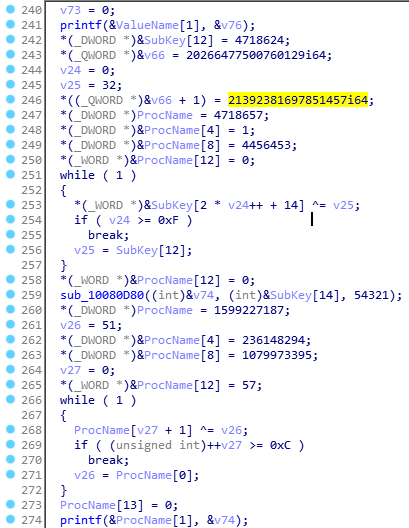 240 v73 = 0;
241 printf(&ValueName[1], &v76);
242 *(_DWORD *)&SubKey[12] = 4718624;
243 *(_QWORD *)&v66 = 20266477500760129i64;
244 v24 = 0;
245 v25 = 32;
246 *((_QWORD *)&v66 + 1) = 21392381697851457i64;
247 *(_DWORD *)ProcName = 4718657;
248 *(_DWORD *)&ProcName[4] = 1;
249 *(_DWORD *)&ProcName[8] = 4456453;
250 *(_WORD *)&ProcName[12] = 0;
251 while ( 1 )
252 {
253 *(_WORD *)&SubKey[2 * v24++ + 14] ^= v25;
254 if ( v24 >= 0xF )
255 break;
256 v25 = SubKey[12];
257 }
258 *(_WORD *)&ProcName[12] = 0;
259 sub_10080D80((int)&v74, (int)&SubKey[14], 54321);
260 *(_DWORD *)ProcName = 1599227187;
261 v26 = 51;
262 *(_DWORD *)&ProcName[4] = 236148294;
263 *(_DWORD *)&ProcName[8] = 1079973395;
264 v27 = 0;
265 *(_WORD *)&ProcName[12] = 57;
266 while ( 1 )
267 {
268 ProcName[v27 + 1] ^= v26;
269 if ( (unsigned int)++v27 >= 0xC )
270 break;
271 v26 = ProcName[0];
272 }
273 ProcName[13] = 0;
274 printf(&ProcName[1], &v74);